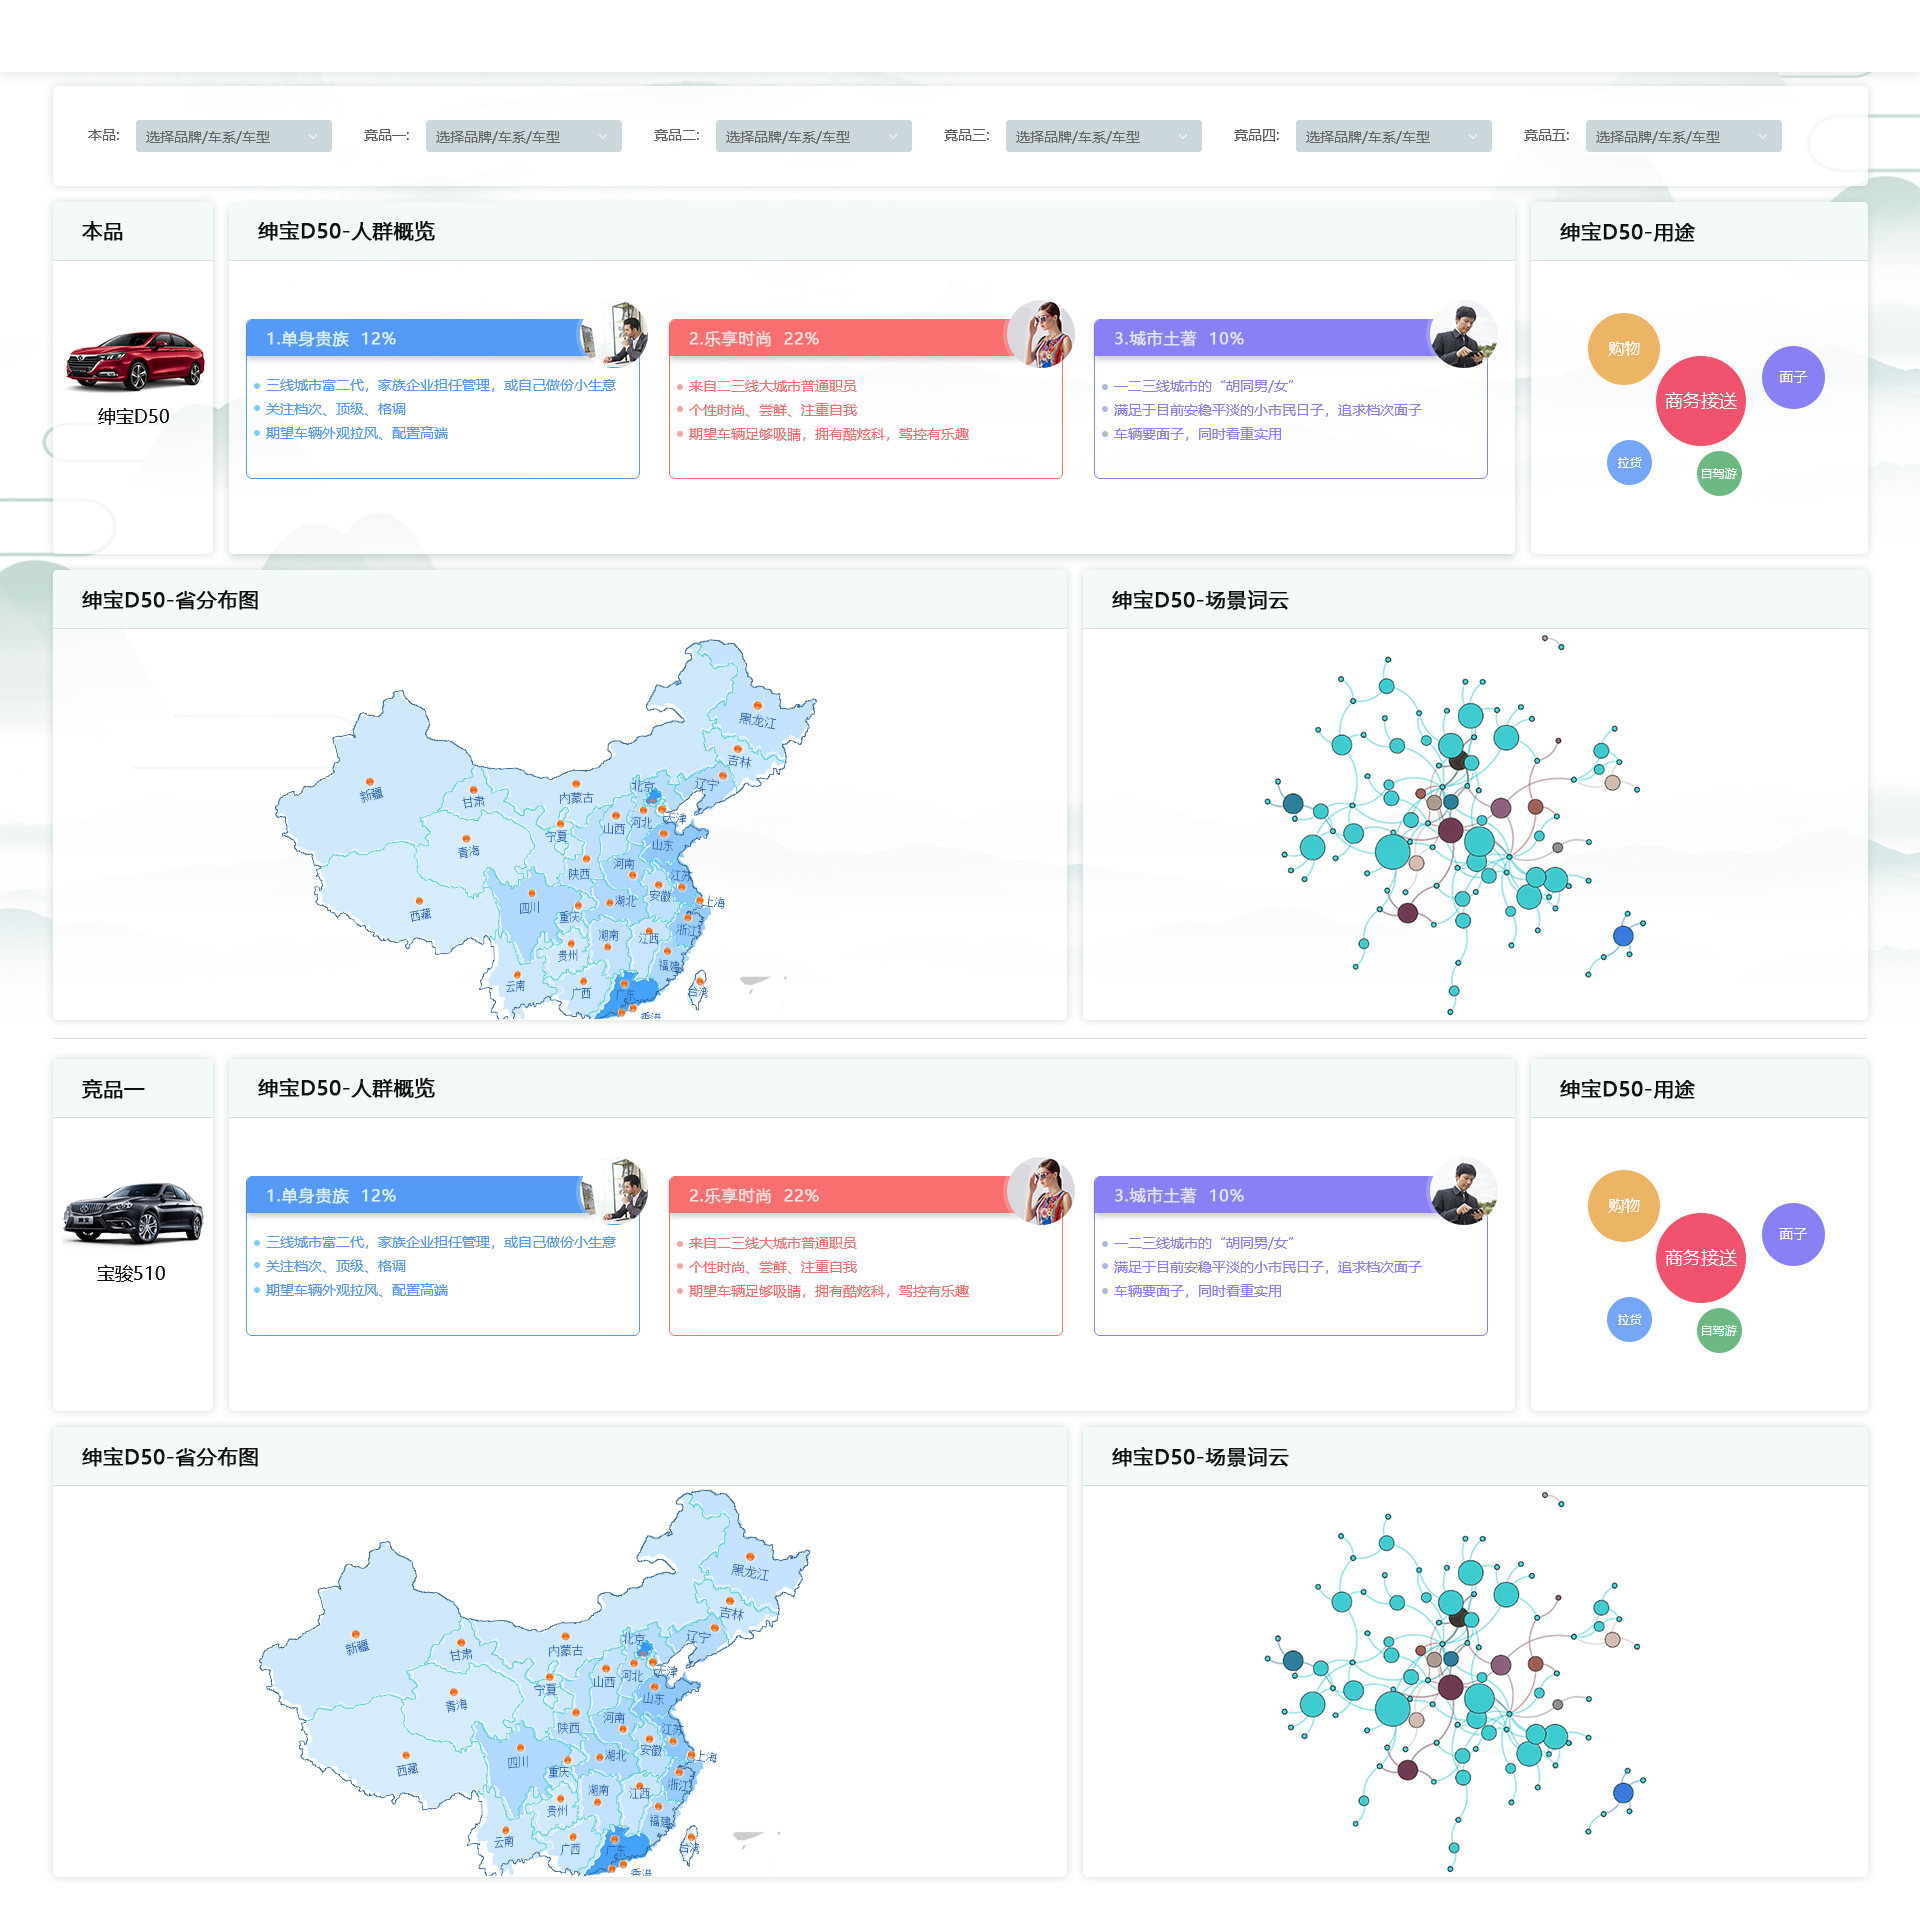 本品: 选择品牌/车系/车型 竞品一: 选择品牌/车系/车型 竞品二: 选择品牌/车系/车型 竞品三: 选择品牌/车系/车型 竞品四: 选择品牌/车系/车型 竞品五: 选择品牌/车系/车型
本品
绅宝D50
绅宝D50-人群概览
1.单身贵族 12%
三线城市富二代，家族企业担任管理，或自己做份小生意
关注档次、顶级、格调
期望车辆外观拉风、配置高端
2.乐享时尚 22%
来自二三线大城市普通职员
个性时尚、尝鲜、注重自我
期望车辆足够吸睛，拥有酷炫科，驾控有乐趣
3.城市土著 10%
一二三线城市的“胡同男/女”
满足于目前安稳平淡的小市民日子，追求档次面子
车辆要面子，同时看重实用
绅宝D50-用途
购物
面子
商务接送
拉货
自驾游
绅宝D50-省分布图
黑龙江
吉林
辽宁
北京
新疆
甘肃
内蒙古
天津
河北
山西
宁夏
山东
青海
河南
陕西
江苏
安徽
上海
四川
湖北
西藏
重庆
浙江
湖南
江西
贵州
福建
云南
广西
广东
台湾
香港
绅宝D50-场景词云
竞品一
宝骏510
绅宝D50-人群概览
1.单身贵族 12%
三线城市富二代，家族企业担任管理，或自己做份小生意
关注档次、顶级、格调
期望车辆外观拉风、配置高端
2.乐享时尚 22%
来自二三线大城市普通职员
个性时尚、尝鲜、注重自我
期望车辆足够吸睛，拥有酷炫科，驾控有乐趣
3.城市土著 10%
一二三线城市的“胡同男/女”
满足于目前安稳平淡的小市民日子，追求档次面子
车辆要面子，同时看重实用
绅宝D50-用途
购物
面子
商务接送
拉货
自驾游
绅宝D50-省分布图
黑龙江
吉林
辽宁
北京
新疆
甘肃
内蒙古
天津
河北
山西
宁夏
山东
青海
河南
陕西
江苏
安徽
上海
四川
湖北
西藏
重庆
浙江
湖南
江西
贵州
福建
云南
广西
广东
台湾
香港
绅宝D50-场景词云